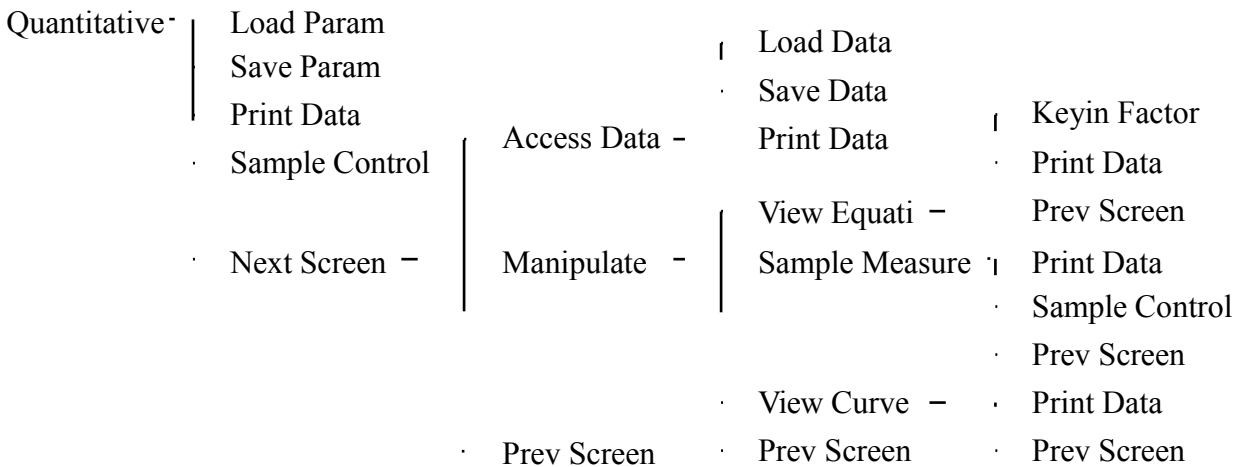 Quantitative
Load Param
Save Param
Print Data
Sample Control
Next Screen
Access Data
Manipulate
Prev Screen
Load Data
Save Data
Print Data
View Equati
Sample Measure
View Curve
Prev Screen
Keyin Factor
Print Data
Prev Screen
Print Data
Sample Control
Prev Screen
Print Data
Prev Screen